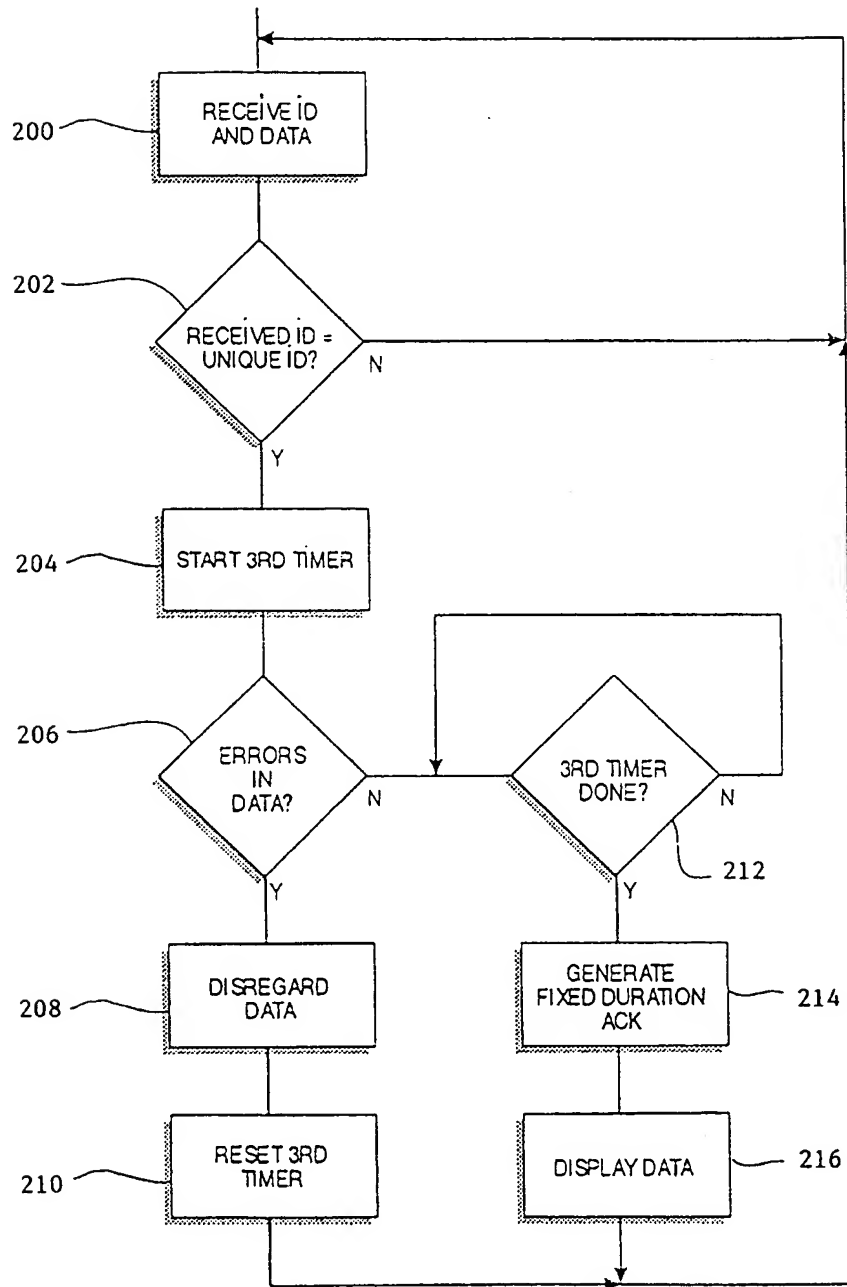 200
RECEIVE ID
AND DATA
202
RECEIVED ID =
UNIQUE ID?
N
Y
204
START 3RD TIMER
206
ERRORS
IN
DATA?
N
Y
3RD TIMER
DONE?
N
Y
212
208
DISREGARD
DATA
GENERATE
FIXED DURATION
ACK
214
210
RESET 3RD
TIMER
DISPLAY DATA
216